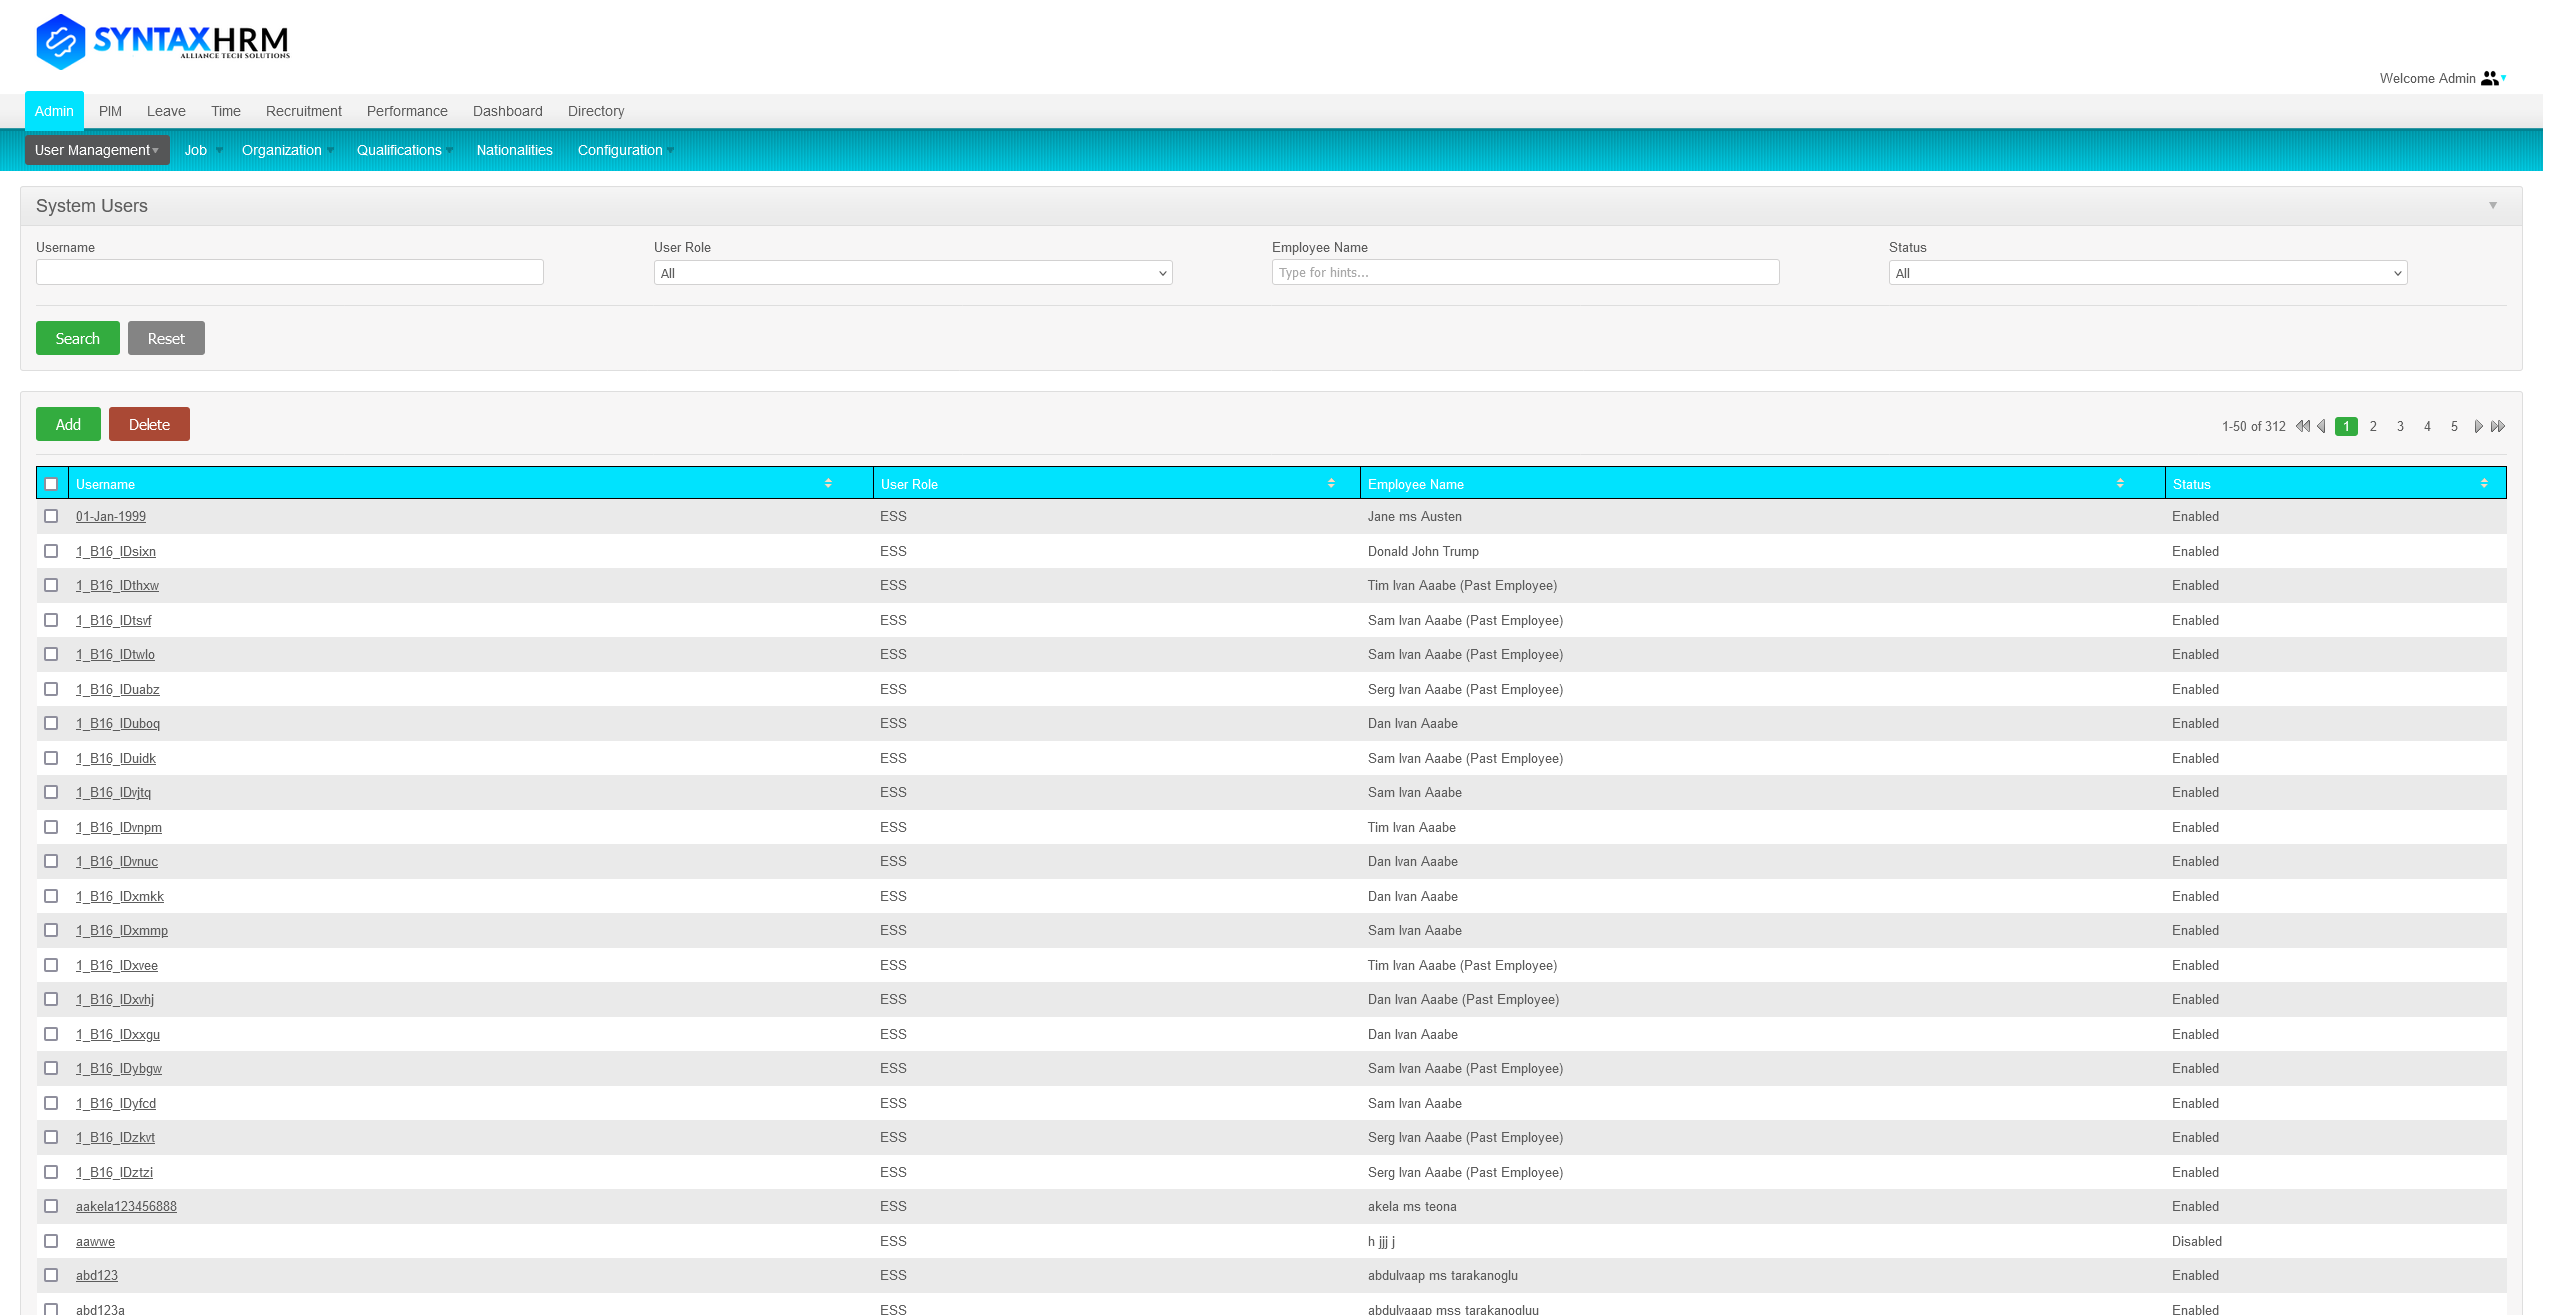 SYNTAXHRM
ALLIANCE TECH SOLUTIONS
Welcome Admin
Admin PIM Leave Time Recruitment Performance Dashboard Directory
User Management Job Organization Qualifications Nationalities Configuration
System Users
Username User Role Employee Name Status
All Type for hints... All
Search Reset
Add Delete 1-50 of 312 1 2 3 4 5
Username User Role Employee Name Status
01-Jan-1999 ESS Jane ms Austen Enabled
1_B16_IDsixn ESS Donald John Trump Enabled
1_B16_IDthxw ESS Tim Ivan Aaabe (Past Employee) Enabled
1_B16_IDtsvf ESS Sam Ivan Aaabe (Past Employee) Enabled
1_B16_IDtwlo ESS Sam Ivan Aaabe (Past Employee) Enabled
1_B16_IDuabz ESS Serg Ivan Aaabe (Past Employee) Enabled
1_B16_IDuboq ESS Dan Ivan Aaabe Enabled
1_B16_IDuidk ESS Sam Ivan Aaabe (Past Employee) Enabled
1_B16_IDvjtq ESS Sam Ivan Aaabe Enabled
1_B16_IDvnpm ESS Tim Ivan Aaabe Enabled
1_B16_IDvnuc ESS Dan Ivan Aaabe Enabled
1_B16_IDxmkk ESS Dan Ivan Aaabe Enabled
1_B16_IDxmmp ESS Sam Ivan Aaabe Enabled
1_B16_IDxvee ESS Tim Ivan Aaabe (Past Employee) Enabled
1_B16_IDxvhj ESS Dan Ivan Aaabe (Past Employee) Enabled
1_B16_IDxxgu ESS Dan Ivan Aaabe Enabled
1_B16_IDybgw ESS Sam Ivan Aaabe (Past Employee) Enabled
1_B16_IDyfcd ESS Sam Ivan Aaabe Enabled
1_B16_IDzkvt ESS Serg Ivan Aaabe (Past Employee) Enabled
1_B16_IDztzi ESS Serg Ivan Aaabe (Past Employee) Enabled
aakela123456888 ESS akela ms teona Enabled
aawwe ESS h jjj j Disabled
abd123 ESS abdulvaap ms tarakanoglu Enabled
abd123a ESS abdulvaaap mss tarakanogluu Enabled